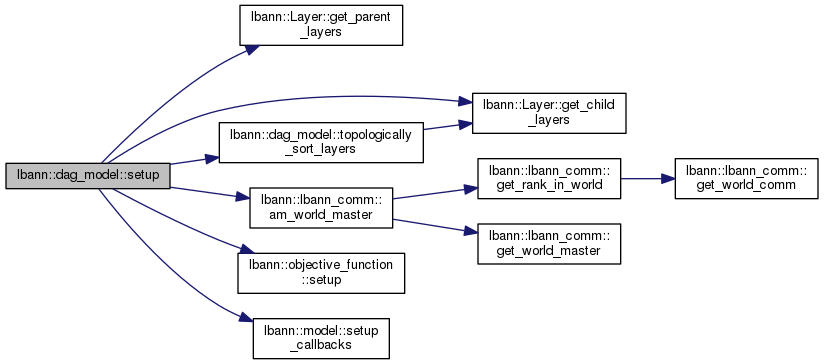 lbann::Layer::get_parent
_layers
lbann::Layer::get_child
_layers
lbann::dag_model::topologically
_sort_layers
lbann::dag_model::setup
lbann::lbann_comm::
get_rank_in_world
lbann::lbann_comm::
get_world_comm
lbann::lbann_comm::
am_world_master
lbann::lbann_comm::
get_world_master
lbann::objective_function
::setup
lbann::model::setup
_callbacks